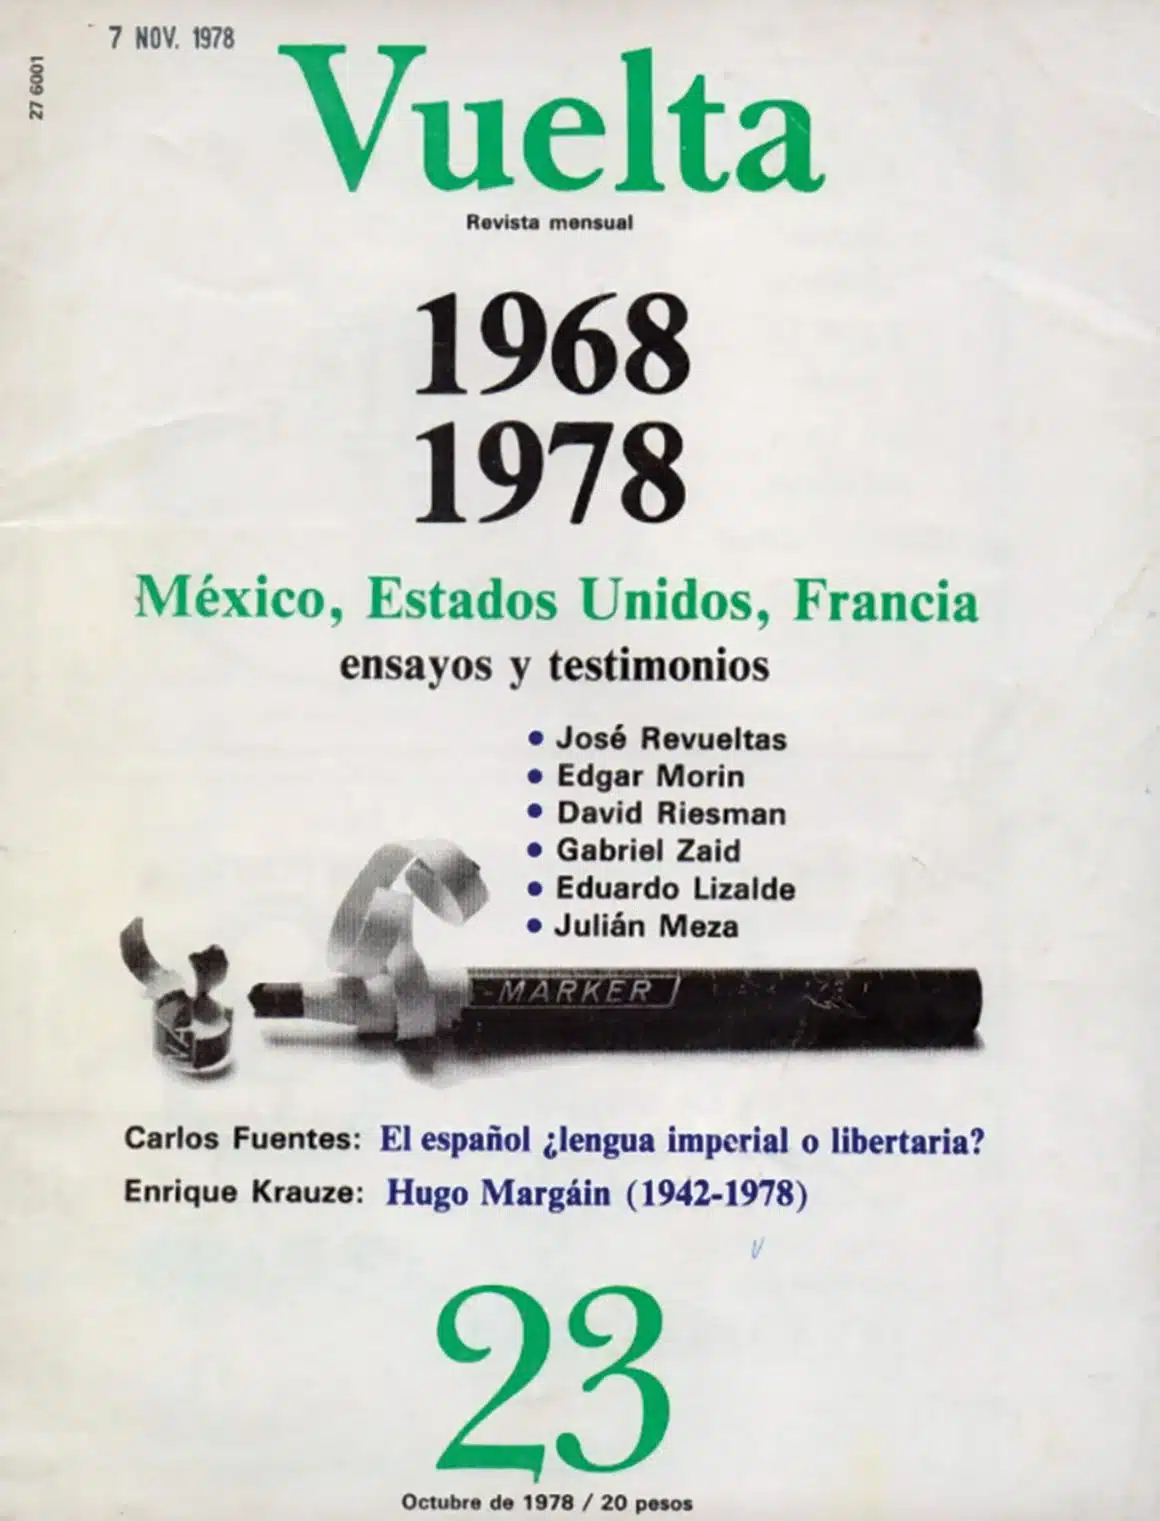 7 NOV. 1978
27 6001
Vuelta
Revista mensual
1968
1978
México, Estados Unidos, Francia
ensayos y testimonios
• José Revueltas
• Edgar Morin
• David Riesman
• Gabriel Zaid
• Eduardo Lizalde
• Julián Meza
MARKER
Carlos Fuentes: El español ¿lengua imperial o libertaria?
Enrique Krauze: Hugo Margáin (1942-1978)
23
Octubre de 1978 / 20 pesos